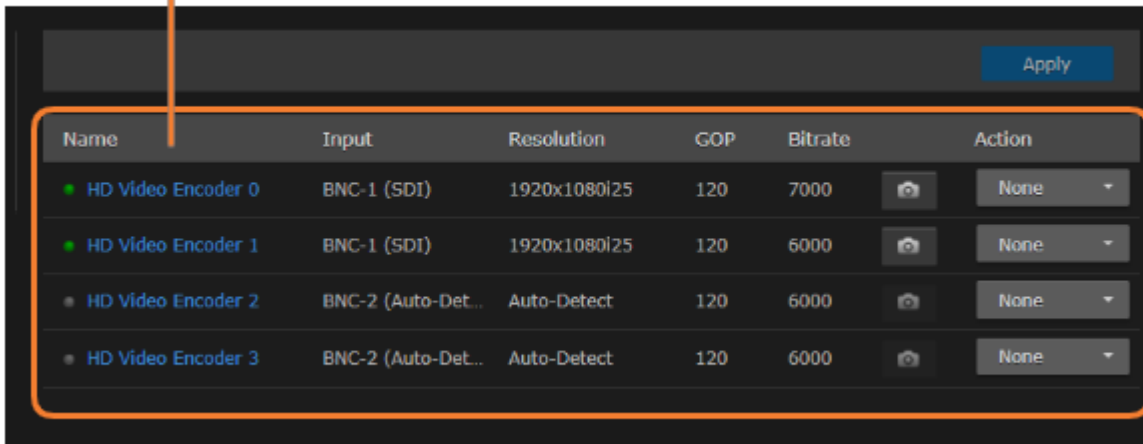 Apply
Name Input Resolution GOP Bitrate Action
HD Video Encoder 0 BNC-1 (SDI) 1920x1080i25 120 7000 None
HD Video Encoder 1 BNC-1 (SDI) 1920x1080i25 120 6000 None
HD Video Encoder 2 BNC-2 (Auto-Det... Auto-Detect 120 6000 None
HD Video Encoder 3 BNC-2 (Auto-Det... Auto-Detect 120 6000 None